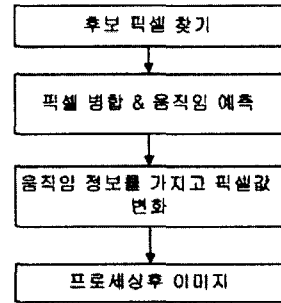 후보 픽셀 찾기
픽셀 병합 & 움직임 예측
움직임 정보를 가지고 픽셀값
변화
프로세상후 이미지